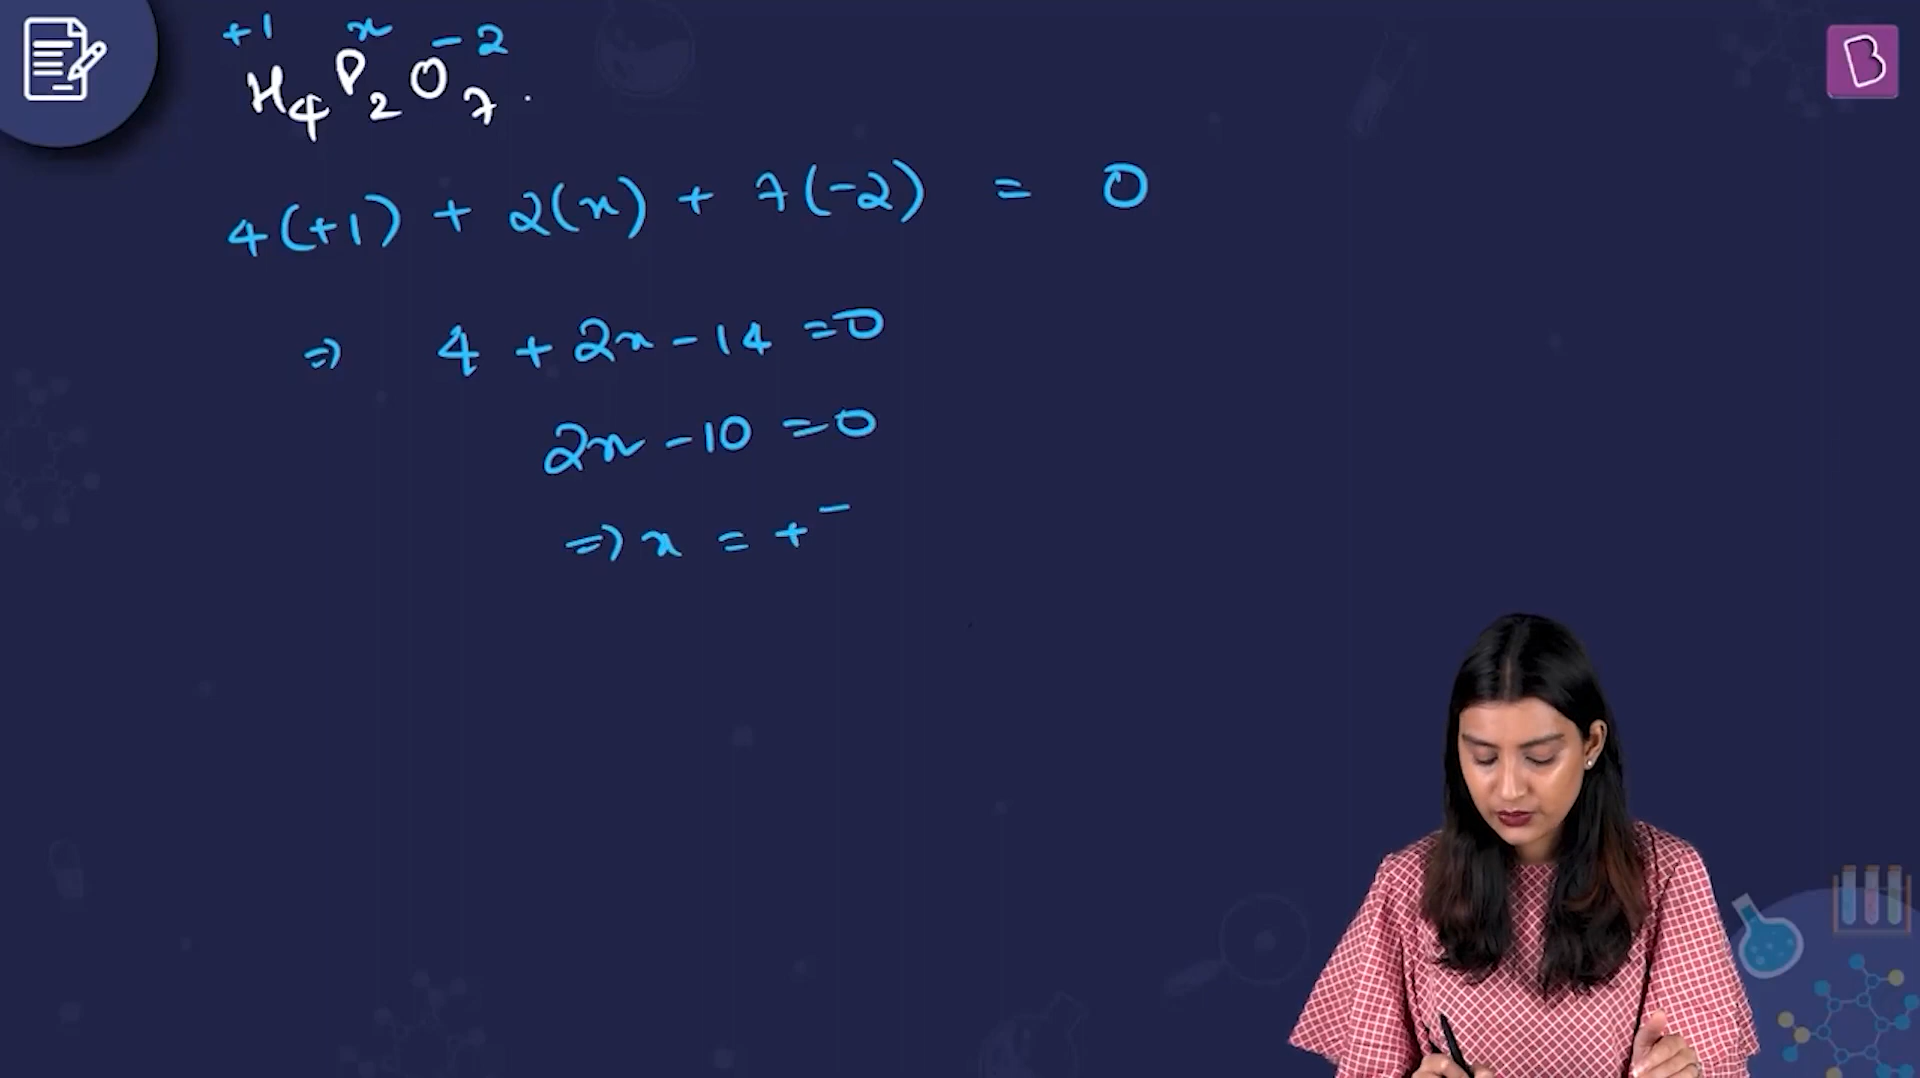 +1 x -2
H4P2O7.
4(+1) + 2(x) + 7(-2) = 0
⇒ 4 + 2x - 14 = 0
2x - 10 = 0
⇒ x = +
B